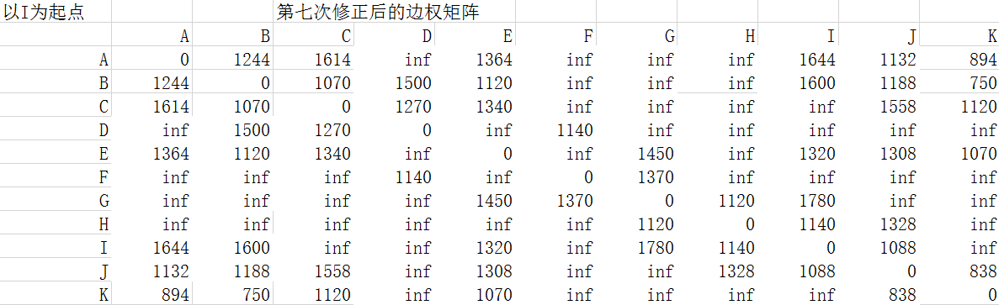 以I为起点 第七次修正后的边权矩阵
A B C D E F G H I J K
A 0 1244 1614 inf 1364 inf inf inf 1644 1132 894
B 1244 0 1070 1500 1120 inf inf inf 1600 1188 750
C 1614 1070 0 1270 1340 inf inf inf inf 1558 1120
D inf 1500 1270 0 inf 1140 inf inf inf inf inf
E 1364 1120 1340 inf 0 inf 1450 inf 1320 1308 1070
F inf inf inf 1140 inf 0 1370 inf inf inf inf
G inf inf inf inf 1450 1370 0 1120 1780 inf inf
H inf inf inf inf inf inf 1120 0 1140 1328 inf
I 1644 1600 inf inf 1320 inf 1780 1140 0 1088 inf
J 1132 1188 1558 inf 1308 inf inf 1328 1088 0 838
K 894 750 1120 inf 1070 inf inf inf inf 838 0